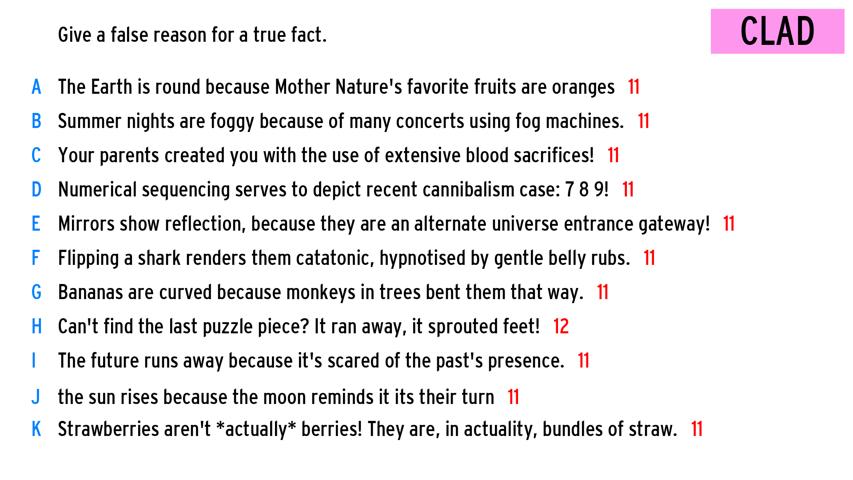 Give a false reason for a true fact.
CLAD
A The Earth is round because Mother Nature's favorite fruits are oranges 11
B Summer nights are foggy because of many concerts using fog machines. 11
C Your parents created you with the use of extensive blood sacrifices! 11
D Numerical sequencing serves to depict recent cannibalism case: 7 8 9! 11
E Mirrors show reflection, because they are an alternate universe entrance gateway! 11
F Flipping a shark renders them catatonic, hypnotised by gentle belly rubs. 11
G Bananas are curved because monkeys in trees bent them that way. 11
H Can't find the last puzzle piece? It ran away, it sprouted feet! 12
I The future runs away because it's scared of the past's presence. 11
J the sun rises because the moon reminds it its their turn 11
K Strawberries aren't *actually* berries! They are, in actuality, bundles of straw. 11